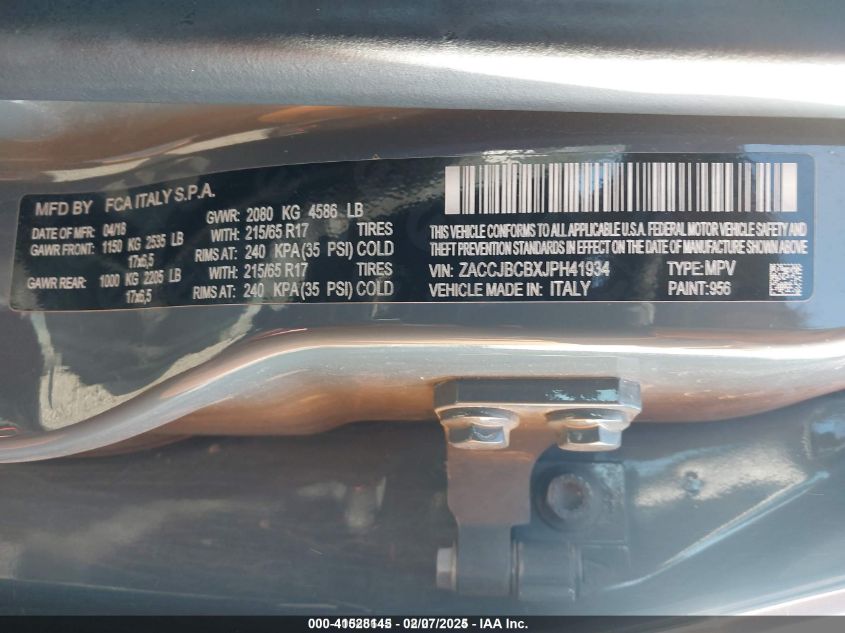 MFD BY FCA ITALY S.P.A.
DATE OF MFR: 04/18 GVWR: 2080 KG 4586 LB
GAWR FRONT: 1150 KG 2535 LB WITH: 215/65 R17 TIRES
17x6,5 RIMS AT: 240 KPA (35 PSI) COLD
GAWR REAR: 1000 KG 2205 LB WITH: 215/65 R17 TIRES
17x6,5 RIMS AT: 240 KPA (35 PSI) COLD
THIS VEHICLE CONFORMS TO ALL APPLICABLE U.S.A. FEDERAL MOTOR VEHICLE SAFETY,
BUMPER AND THEFT PREVENTION STANDARDS IN EFFECT ON THE DATE OF MFR. SHOWN ABOVE.
VIN: ZACCJBCBXJPH41934 TYPE: MPV
VEHICLE MADE IN: ITALY PAINT: 956
IAA Inc.